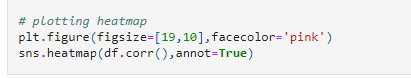 # plotting heatmap
plt.figure(figsize=[19,10],facecolor='pink')
sns.heatmap(df.corr(),annot=True)